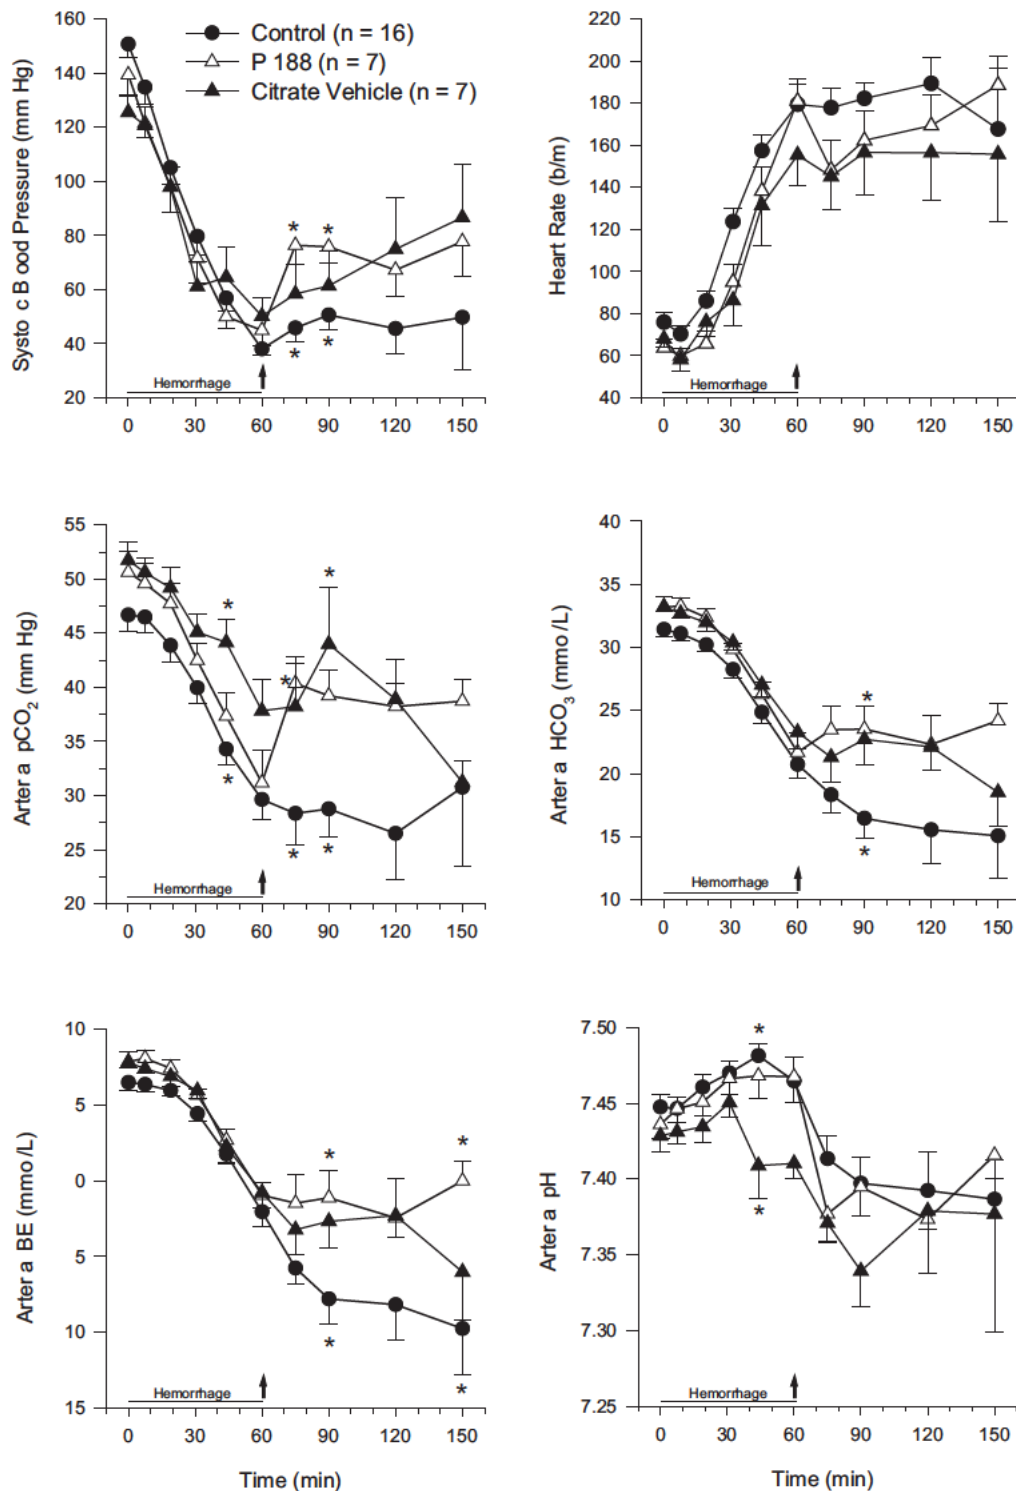 Control (n = 16)
P 188 (n = 7)
Citrate Vehicle (n = 7)
Systo c B ood Pressure (mm Hg)
160
140
120
100
80
60
40
20
Hemorrhage
0 30 60 90 120 150
* *
* *
Heart Rate (b/m)
220
200
180
160
140
120
100
80
60
40
Hemorrhage
0 30 60 90 120 150
Arter a pCO2 (mm Hg)
55
50
45
40
35
30
25
20
* * *
* * *
Hemorrhage
0 30 60 90 120 150
Arter a HCO3 (mmo /L)
40
35
30
25
20
15
10
*
*
Hemorrhage
0 30 60 90 120 150
Arter a BE (mmo /L)
10
5
0
5
10
15
* *
* *
Hemorrhage
0 30 60 90 120 150
Time (min)
Arter a pH
7.50
7.45
7.40
7.35
7.30
7.25
*
*
Hemorrhage
0 30 60 90 120 150
Time (min)